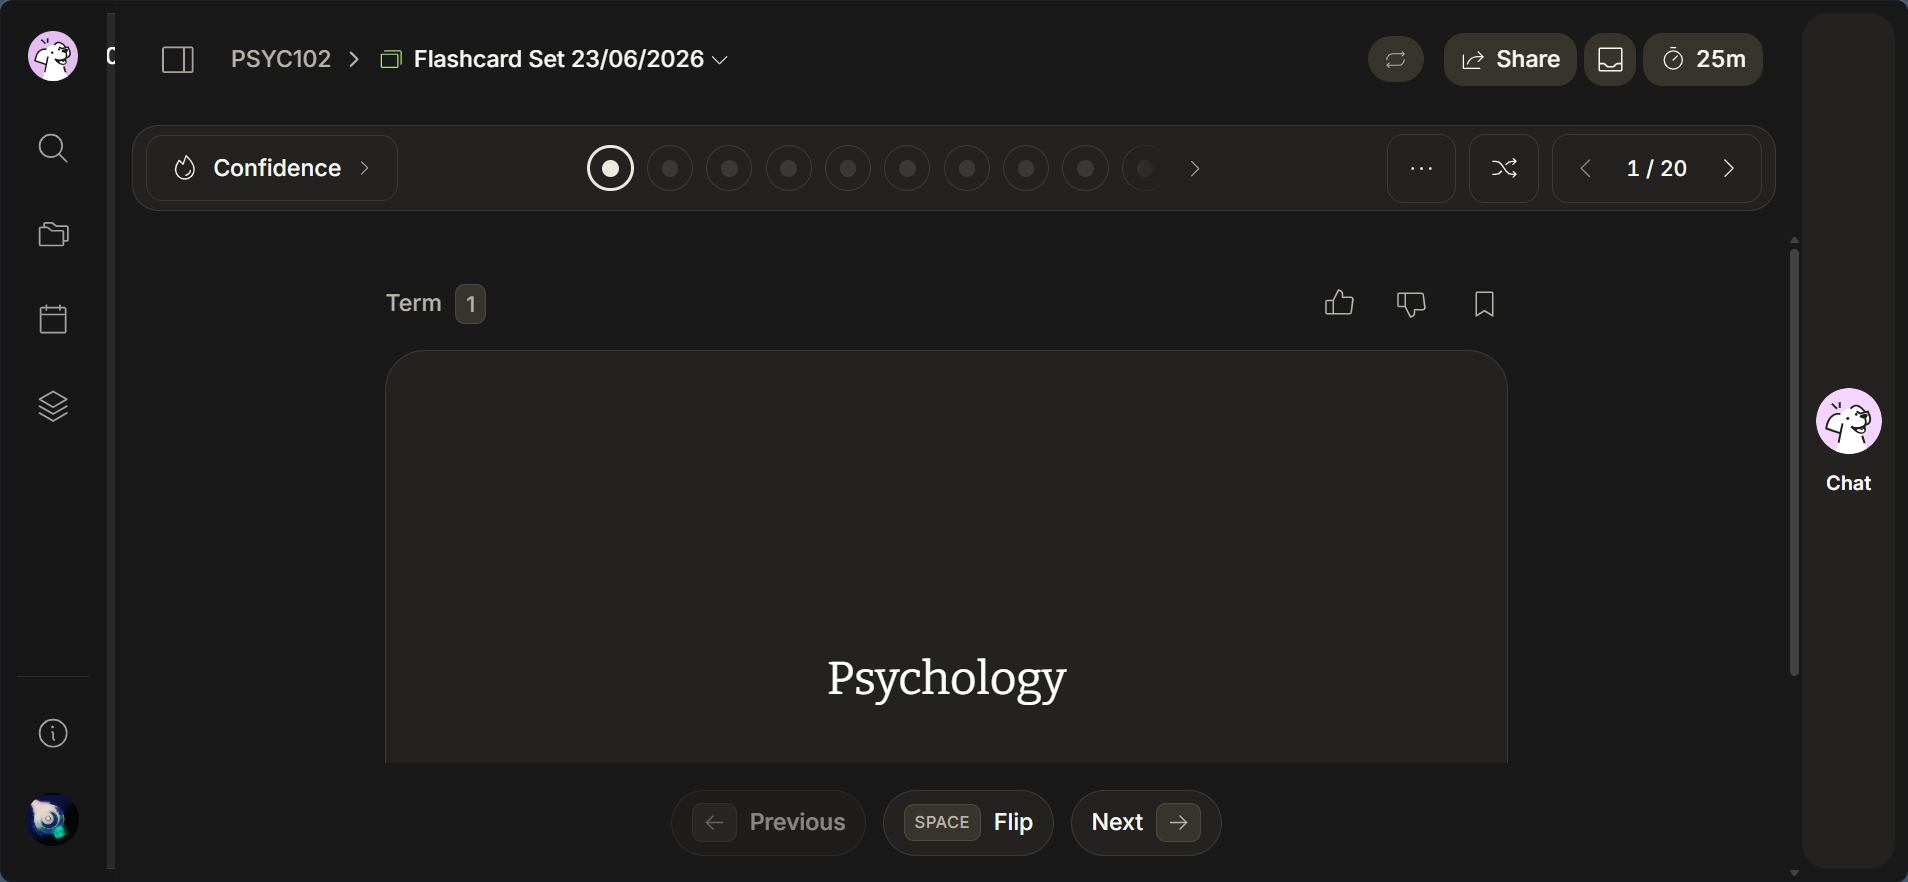 PSYC102 > Flashcard Set 23/06/2026
Share
25m
Confidence
...
1 / 20
Term 1
Psychology
Chat
Previous
SPACE Flip
Next